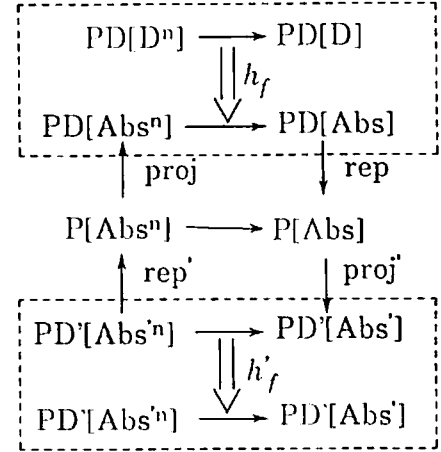 PD[Dⁿ] PD[D]
h_f
PD[Absⁿ] PD[Abs]
proj rep
P[Absⁿ] P[Abs]
rep' proj'
PD'[Abs'ⁿ] PD'[Abs']
h'_f
PD'[Abs'ⁿ] PD'[Abs']